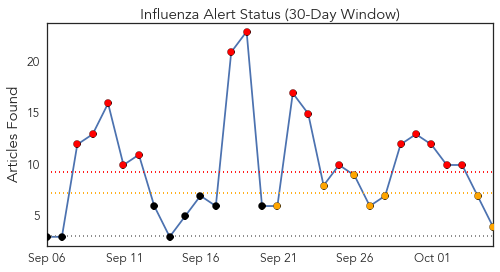 Influenza Alert Status (30-Day Window)
Articles Found
20
15
10
5
Sep 06 Sep 11 Sep 16 Sep 21 Sep 26 Oct 01